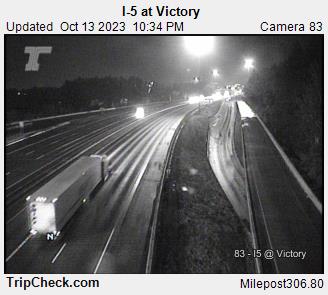 I-5 at Victory
Updated Oct 13 2023 10:34 PM Camera 83
T
N
83 - I5 @ Victory
TripCheck.com Milepost306.80